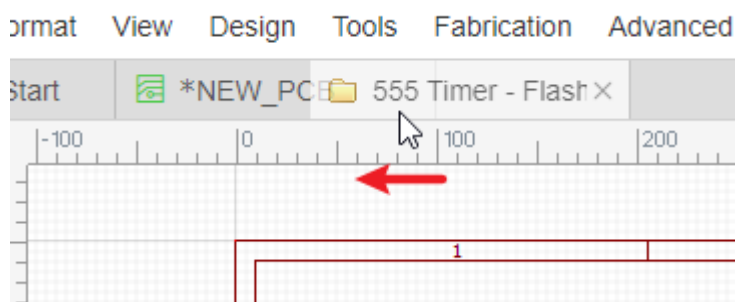 ormat View Design Tools Fabrication Advanced
Start *NEW_PC 555 Timer - Flash
-100 0 100 200
1